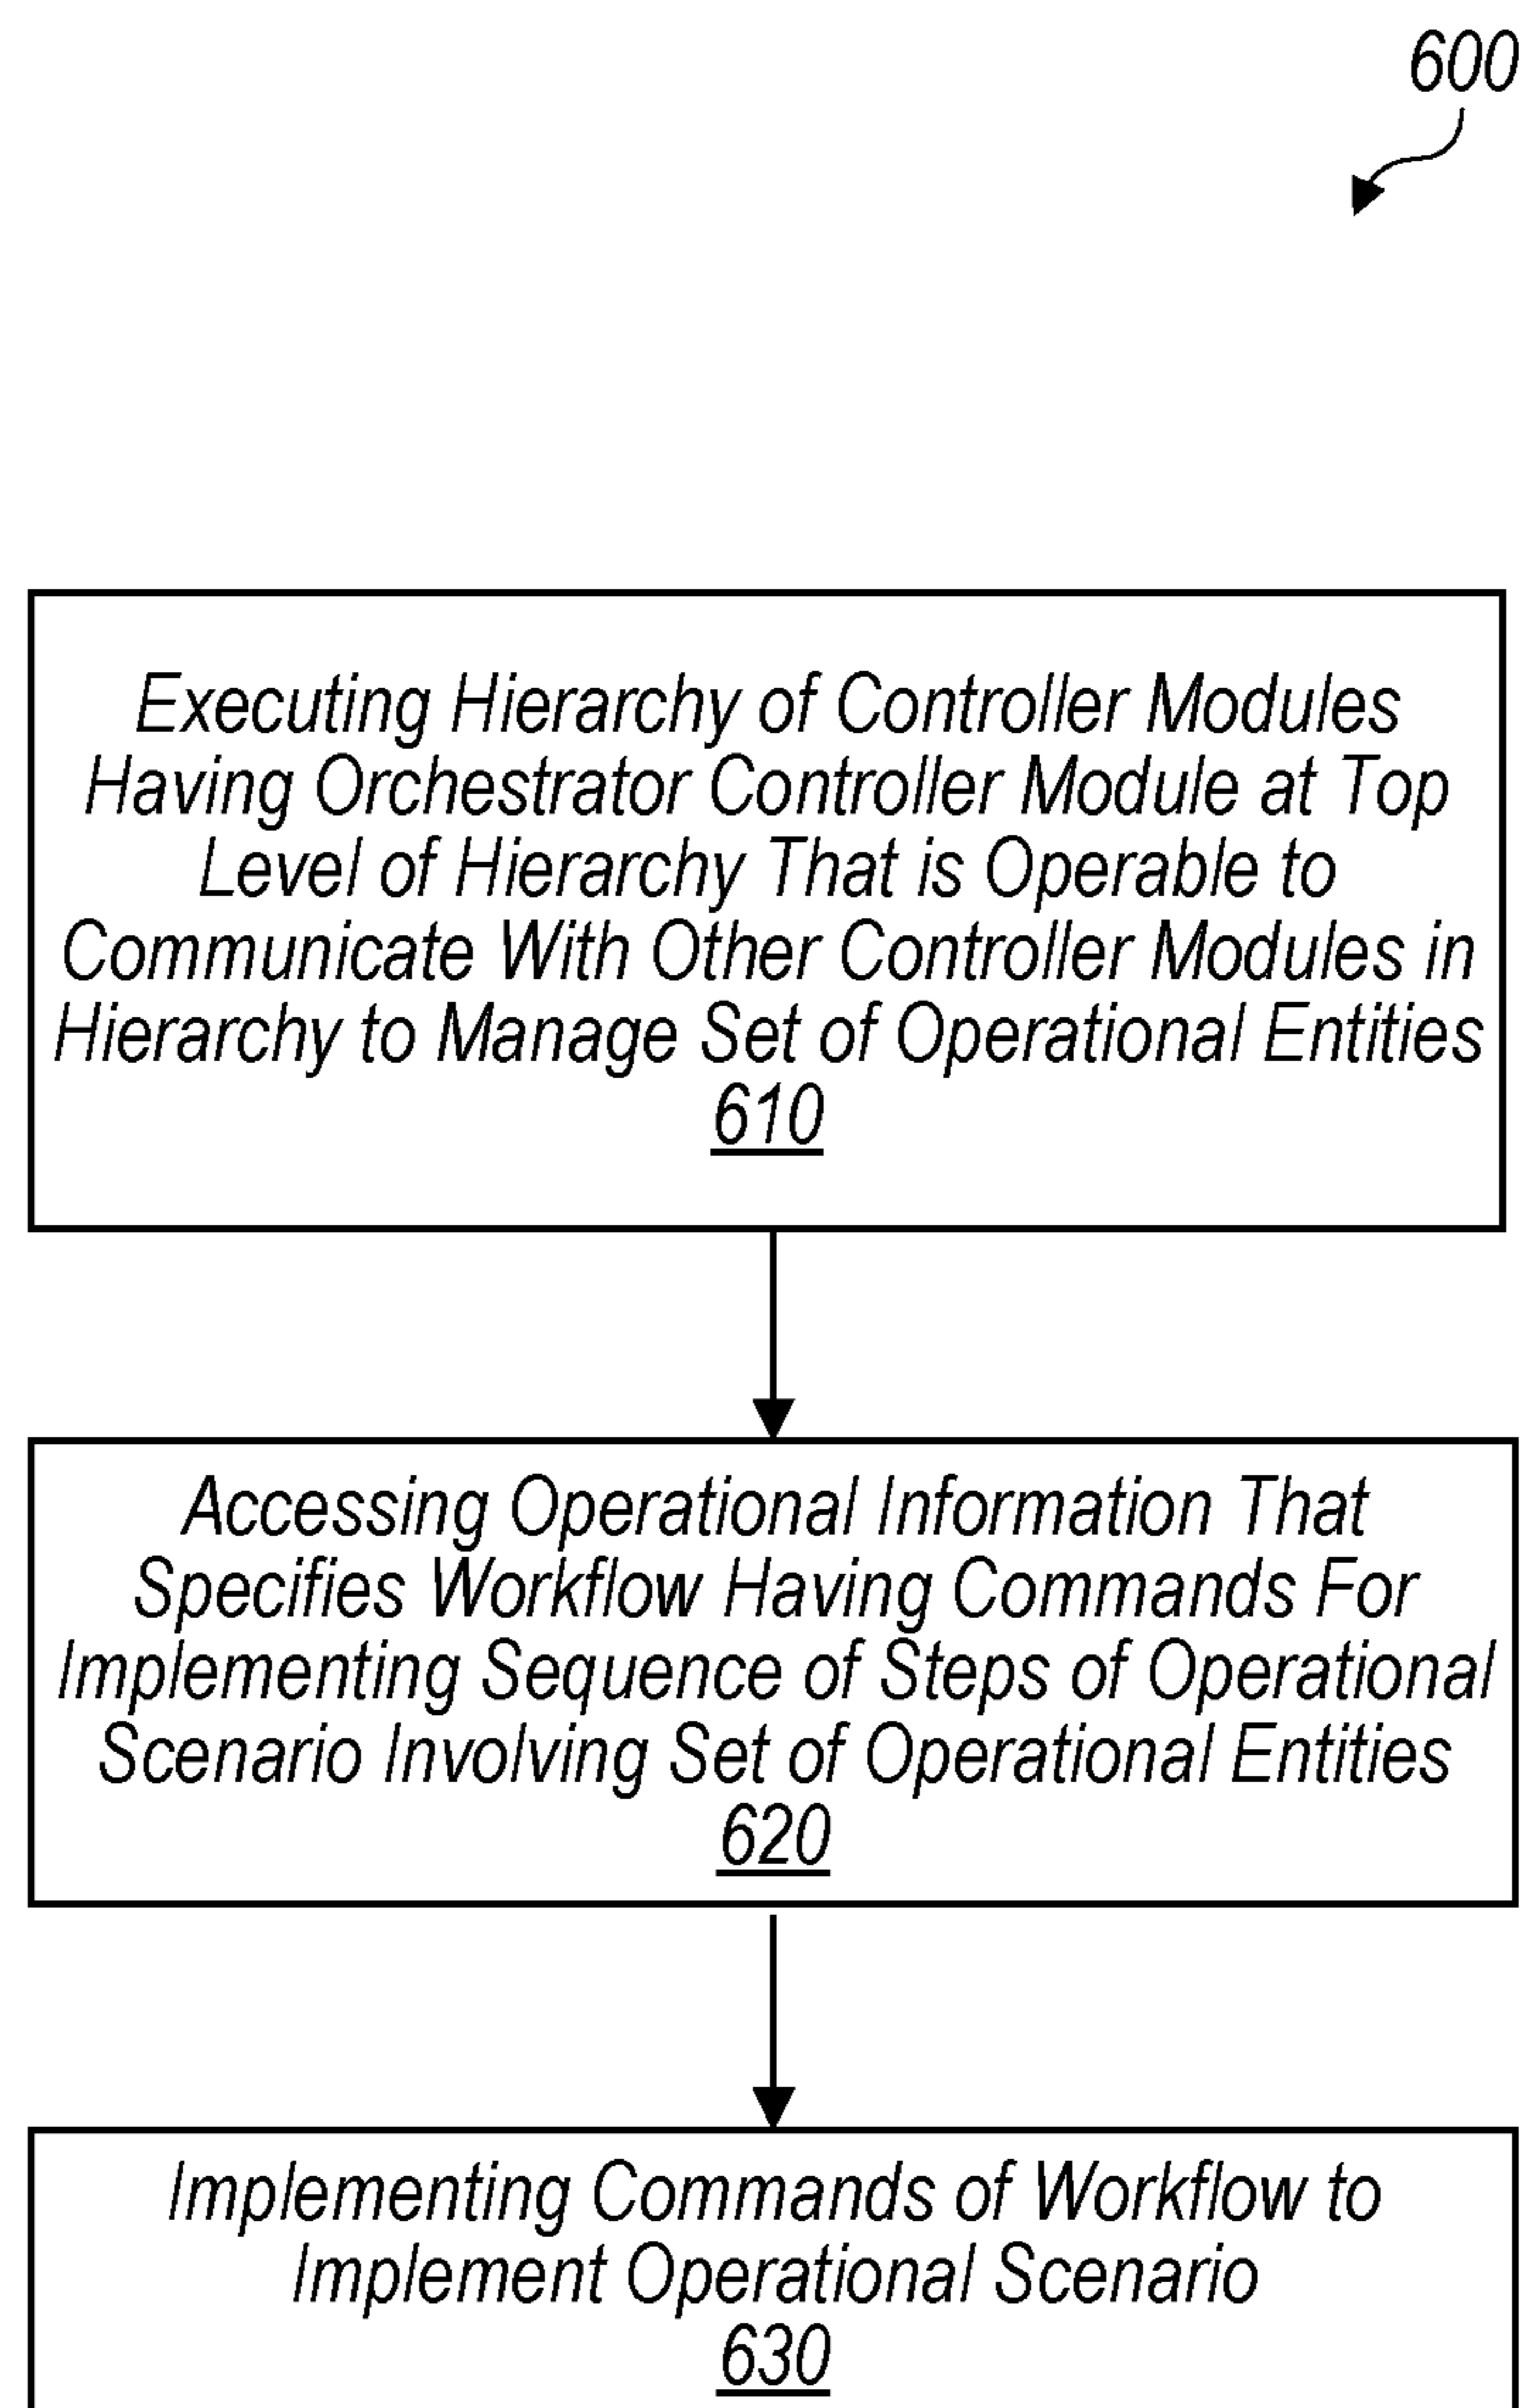 600
Executing Hierarchy of Controller Modules
Having Orchestrator Controller Module at Top
Level of Hierarchy That is Operable to
Communicate With Other Controller Modules in
Hierarchy to Manage Set of Operational Entities
610
Accessing Operational Information That
Specifies Workflow Having Commands For
Implementing Sequence of Steps of Operational
Scenario Involving Set of Operational Entities
620
Implementing Commands of Workflow to
Implement Operational Scenario
630